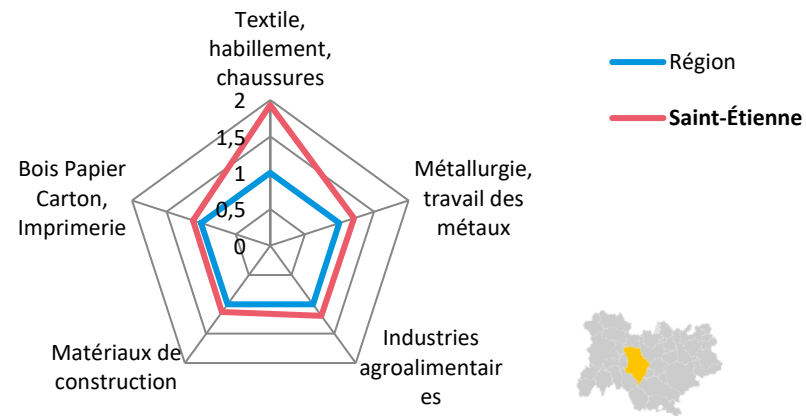 Textile,
habillement,
chaussures
Région
Saint-Étienne
2
1,5
1
0,5
0
Bois Papier
Carton,
Imprimerie
Métallurgie,
travail des
métaux
Matériaux de
construction
Industries
agroalimentair
es